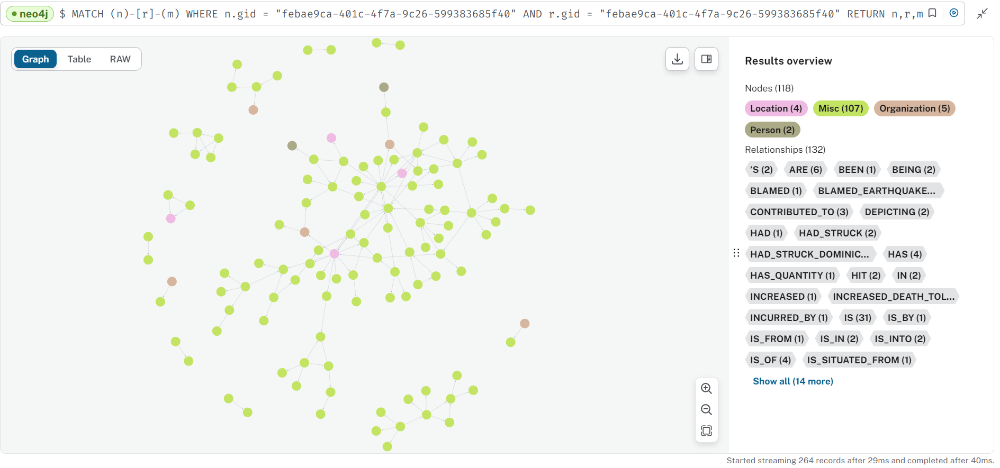 neo4j $ MATCH (n)-[r]-(m) WHERE n.gid = "febae9ca-401c-4f7a-9c26-599383685f40" AND r.gid = "febae9ca-401c-4f7a-9c26-599383685f40" RETURN n,r,m
Graph Table RAW
Results overview
Nodes (118)
Location (4) Misc (107) Organization (5)
Person (2)
Relationships (132)
’S (2) ARE (6) BEEN (1) BEING (2)
BLAMED (1) BLAMED_EARTHQUAKE...
CONTRIBUTED_TO (3) DEPICTING (2)
HAD (1) HAD_STRUCK (2)
HAD_STRUCK_DOMINIC... HAS (4)
HAS_QUANTITY (1) HIT (2) IN (2)
INCREASED (1) INCREASED_DEATH_TOL...
INCURRED_BY (1) IS (31) IS_BY (1)
IS_FROM (1) IS_IN (2) IS_INTO (2)
IS_OF (4) IS_SITUATED_FROM (1)
Show all (14 more)
Started streaming 264 records after 29ms and completed after 40ms.